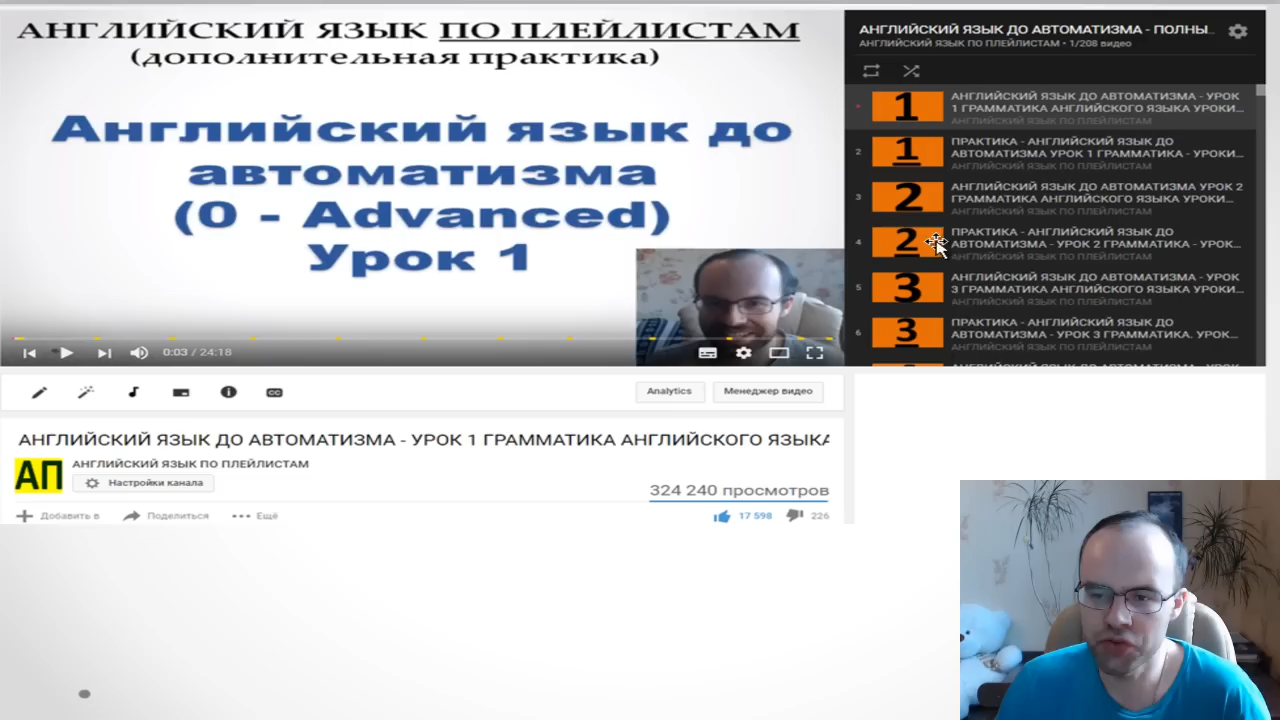 АНГЛИЙСКИЙ ЯЗЫК ПО ПЛЕЙЛИСТАМ
(дополнительная практика)
Английский язык до
автоматизма
(0 - Advanced)
Урок 1
0:03 / 24:18
АНГЛИЙСКИЙ ЯЗЫК ДО АВТОМАТИЗМА - ПОЛНЫ...
АНГЛИЙСКИЙ ЯЗЫК ПО ПЛЕЙЛИСТАМ • 1/208 видео
1
АНГЛИЙСКИЙ ЯЗЫК ДО АВТОМАТИЗМА - УРОК
1 ГРАММАТИКА АНГЛИЙСКОГО ЯЗЫКА УРОКИ...
АНГЛИЙСКИЙ ЯЗЫК ПО ПЛЕЙЛИСТАМ
2
1
ПРАКТИКА - АНГЛИЙСКИЙ ЯЗЫК ДО
АВТОМАТИЗМА УРОК 1 ГРАММАТИКА - УРОКИ...
АНГЛИЙСКИЙ ЯЗЫК ПО ПЛЕЙЛИСТАМ
3
2
АНГЛИЙСКИЙ ЯЗЫК ДО АВТОМАТИЗМА УРОК 2
ГРАММАТИКА АНГЛИЙСКОГО ЯЗЫКА УРОКИ...
АНГЛИЙСКИЙ ЯЗЫК ПО ПЛЕЙЛИСТАМ
4
2
ПРАКТИКА - АНГЛИЙСКИЙ ЯЗЫК ДО
АВТОМАТИЗМА - УРОК 2 ГРАММАТИКА - УРОК...
АНГЛИЙСКИЙ ЯЗЫК ПО ПЛЕЙЛИСТАМ
5
3
АНГЛИЙСКИЙ ЯЗЫК ДО АВТОМАТИЗМА - УРОК
3 ГРАММАТИКА АНГЛИЙСКОГО ЯЗЫКА УРОКИ...
АНГЛИЙСКИЙ ЯЗЫК ПО ПЛЕЙЛИСТАМ
6
3
ПРАКТИКА - АНГЛИЙСКИЙ ЯЗЫК ДО
АВТОМАТИЗМА - УРОК 3 ГРАММАТИКА. УРОК...
АНГЛИЙСКИЙ ЯЗЫК ПО ПЛЕЙЛИСТАМ
CC
Analytics
Менеджер видео
АНГЛИЙСКИЙ ЯЗЫК ДО АВТОМАТИЗМА - УРОК 1 ГРАММАТИКА АНГЛИЙСКОГО ЯЗЫКА
АП
АНГЛИЙСКИЙ ЯЗЫК ПО ПЛЕЙЛИСТАМ
Настройки канала
324 240 просмотров
Добавить в
Поделиться
Ещё
17 598
226